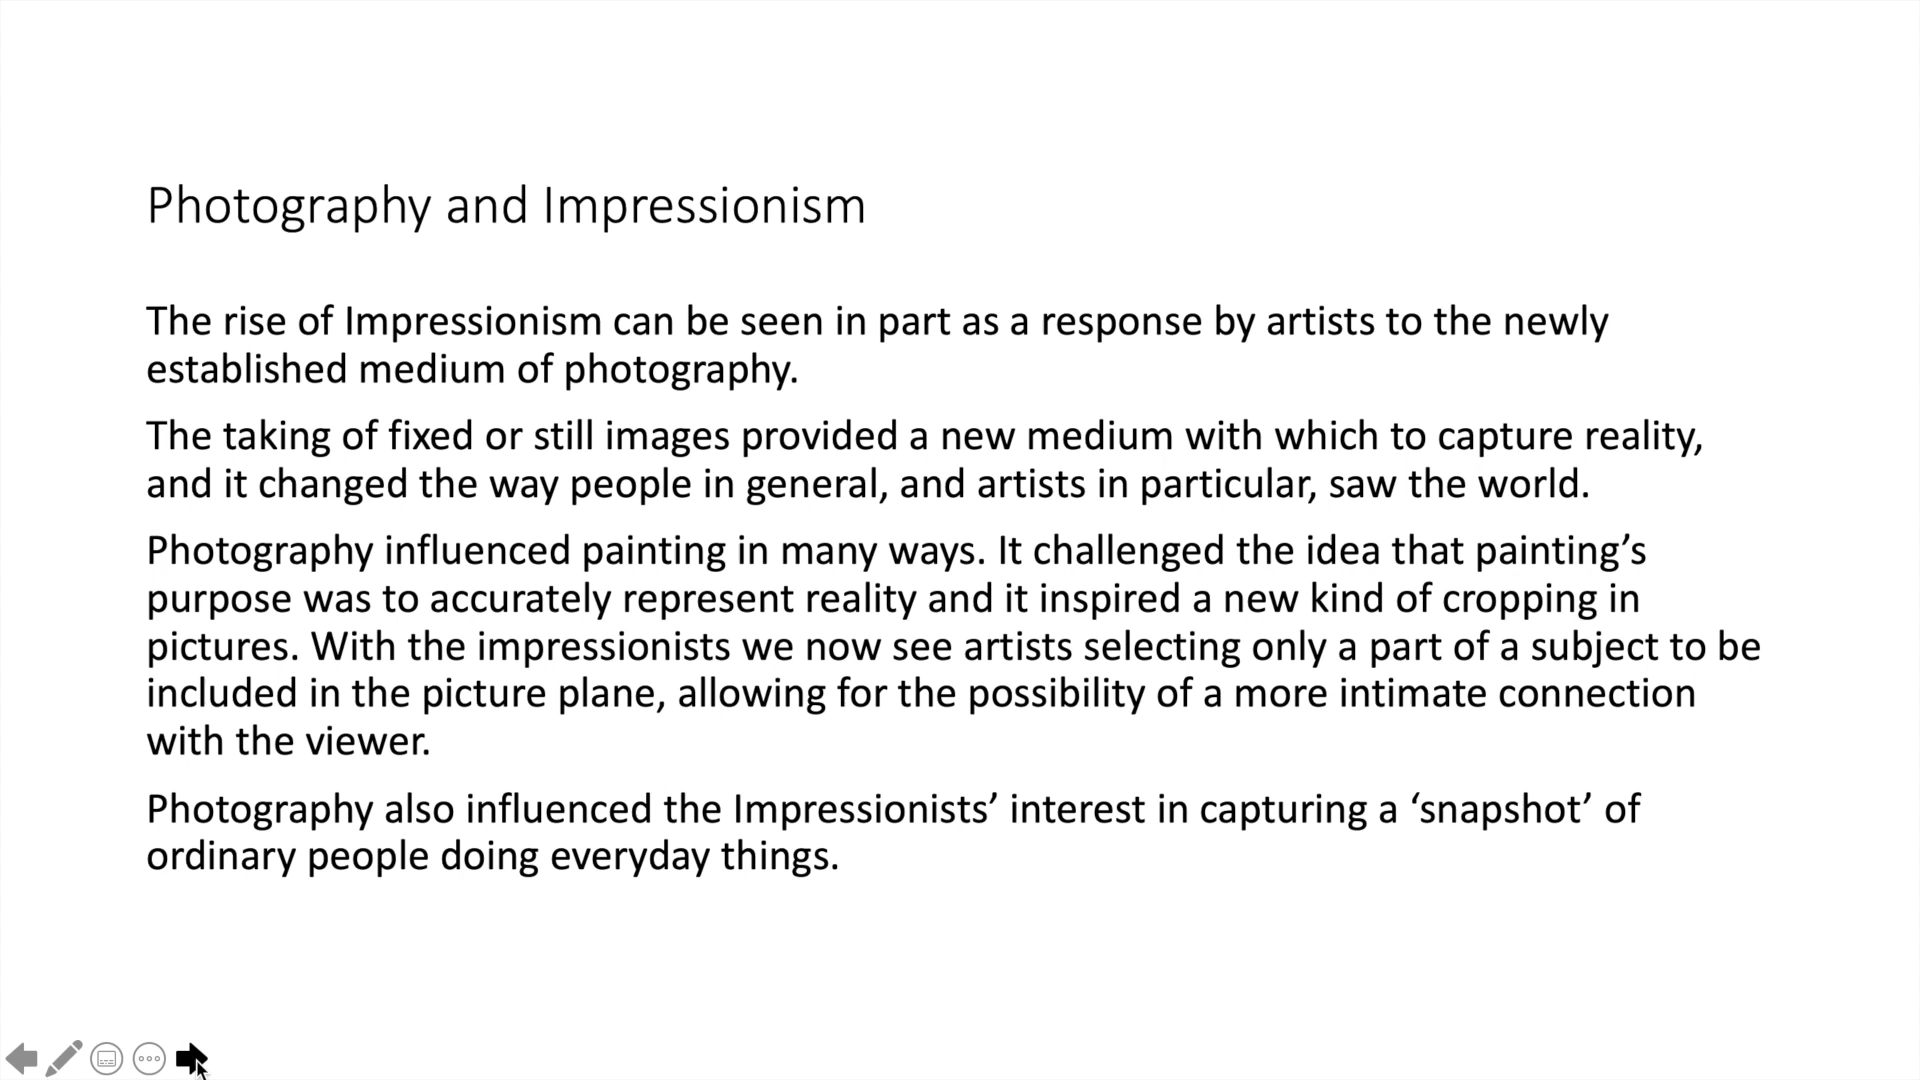 Photography and Impressionism
The rise of Impressionism can be seen in part as a response by artists to the newly
established medium of photography.
The taking of fixed or still images provided a new medium with which to capture reality,
and it changed the way people in general, and artists in particular, saw the world.
Photography influenced painting in many ways. It challenged the idea that painting’s
purpose was to accurately represent reality and it inspired a new kind of cropping in
pictures. With the impressionists we now see artists selecting only a part of a subject to be
included in the picture plane, allowing for the possibility of a more intimate connection
with the viewer.
Photography also influenced the Impressionists’ interest in capturing a ‘snapshot’ of
ordinary people doing everyday things.